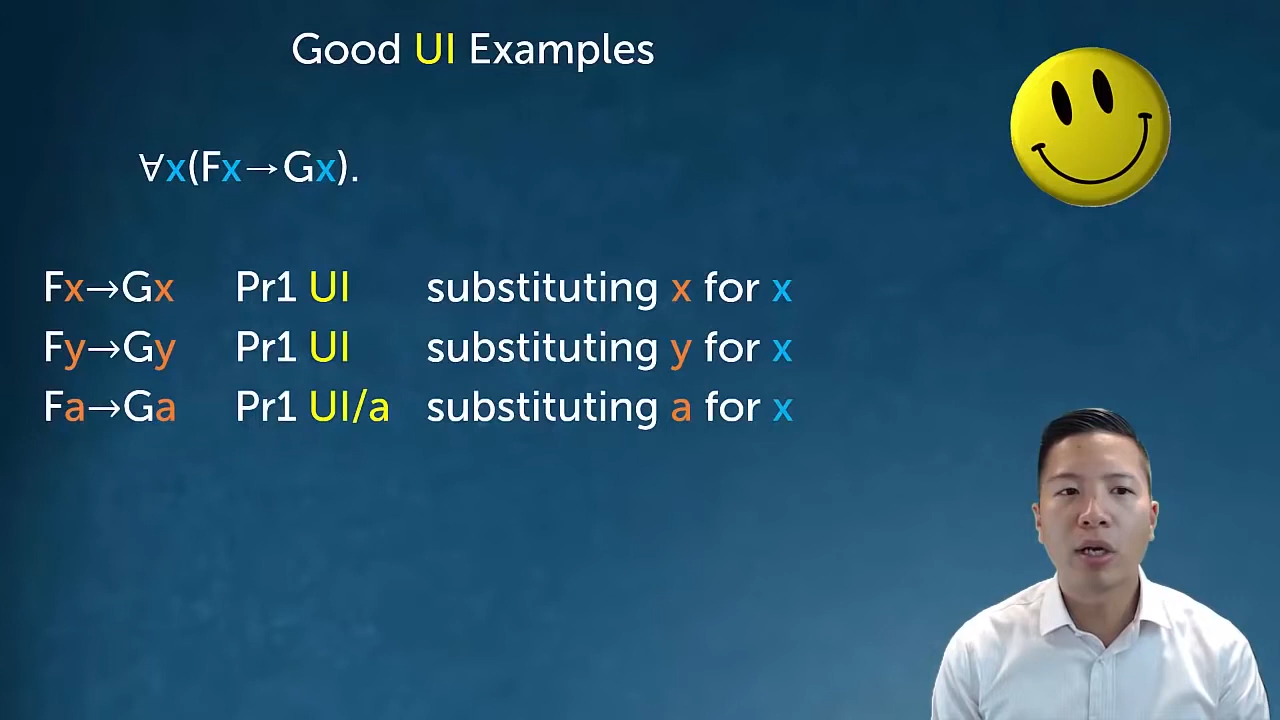 Good UI Examples
∀x(Fx→Gx).
Fx→Gx Pr1 UI substituting x for x
Fy→Gy Pr1 UI substituting y for x
Fa→Ga Pr1 UI/a substituting a for x